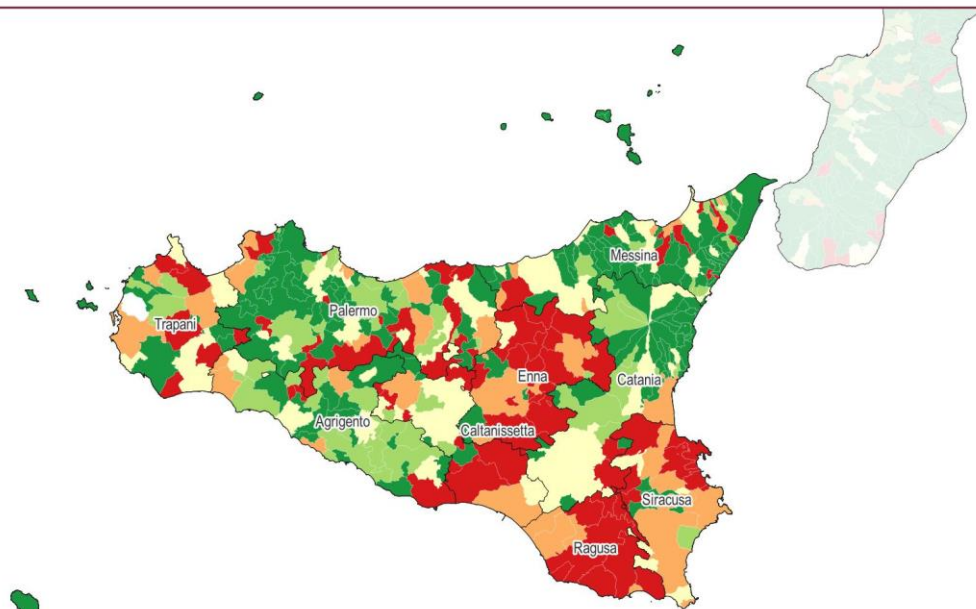 Messina
Palermo
Trapani
Enna
Catania
Agrigento
Caltanissetta
Siracusa
Ragusa